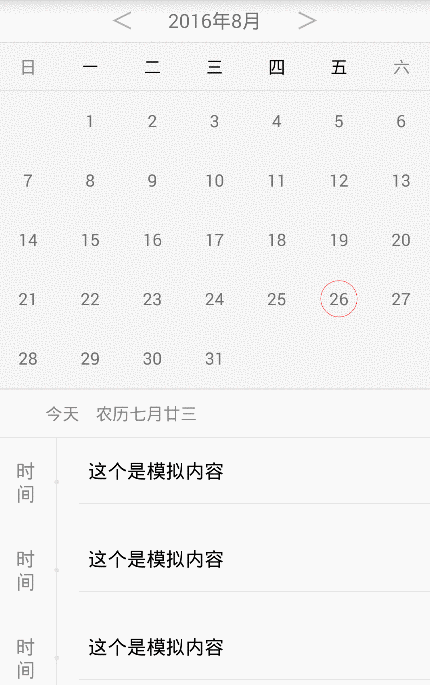 < 2016年8月 >
日 一 二 三 四 五 六
1 2 3 4 5 6
7 8 9 10 11 12 13
14 15 16 17 18 19 20
21 22 23 24 25 26 27
28 29 30 31
今天 农历七月廿三
时间 这个是模拟内容
时间 这个是模拟内容
时间 这个是模拟内容